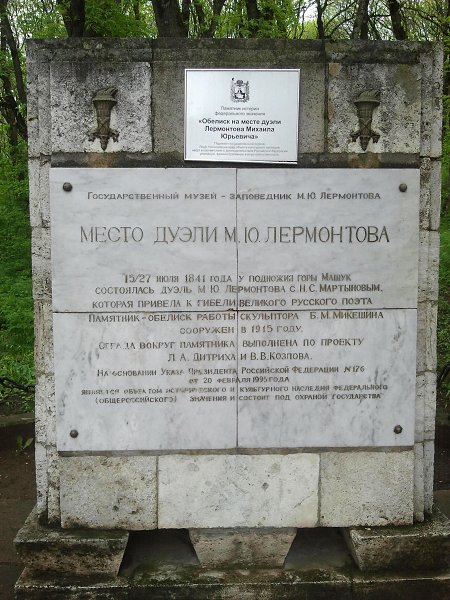 Памятник истории
федерального значения
«Обелиск на месте дуэли
Лермонтова Михаила
Юрьевича»
ГОСУДАРСТВЕННЫЙ МУЗЕЙ - ЗАПОВЕДНИК М.Ю. ЛЕРМОНТОВА
МЕСТО ДУЭЛИ М.Ю. ЛЕРМОНТОВА
15/27 ИЮЛЯ 1841 ГОДА У ПОДНОЖИЯ ГОРЫ МАШУК
СОСТОЯЛАСЬ ДУЭЛЬ М.Ю. ЛЕРМОНТОВА С Н.С. МАРТЫНОВЫМ,
КОТОРАЯ ПРИВЕЛА К ГИБЕЛИ ВЕЛИКОГО РУССКОГО ПОЭТА
ПАМЯТНИК - ОБЕЛИСК РАБОТЫ СКУЛЬПТОРА Б.М. МИКЕШИНА
СООРУЖЕН В 1915 ГОДУ.
ОГРАДА ВОКРУГ ПАМЯТНИКА ВЫПОЛНЕНА ПО ПРОЕКТУ
Л.А. ДИТРИХА И В.В. КОЗЛОВА.
НА ОСНОВАНИИ УКАЗА ПРЕЗИДЕНТА РОССИЙСКОЙ ФЕДЕРАЦИИ №176
ОТ 20 ФЕВРАЛЯ 1995 ГОДА
ЯВЛЯЕТСЯ ОБЪЕКТОМ ИСТОРИЧЕСКОГО И КУЛЬТУРНОГО НАСЛЕДИЯ ФЕДЕРАЛЬНОГО
(ОБЩЕРОССИЙСКОГО) ЗНАЧЕНИЯ И СОСТОИТ ПОД ОХРАНОЙ ГОСУДАРСТВА